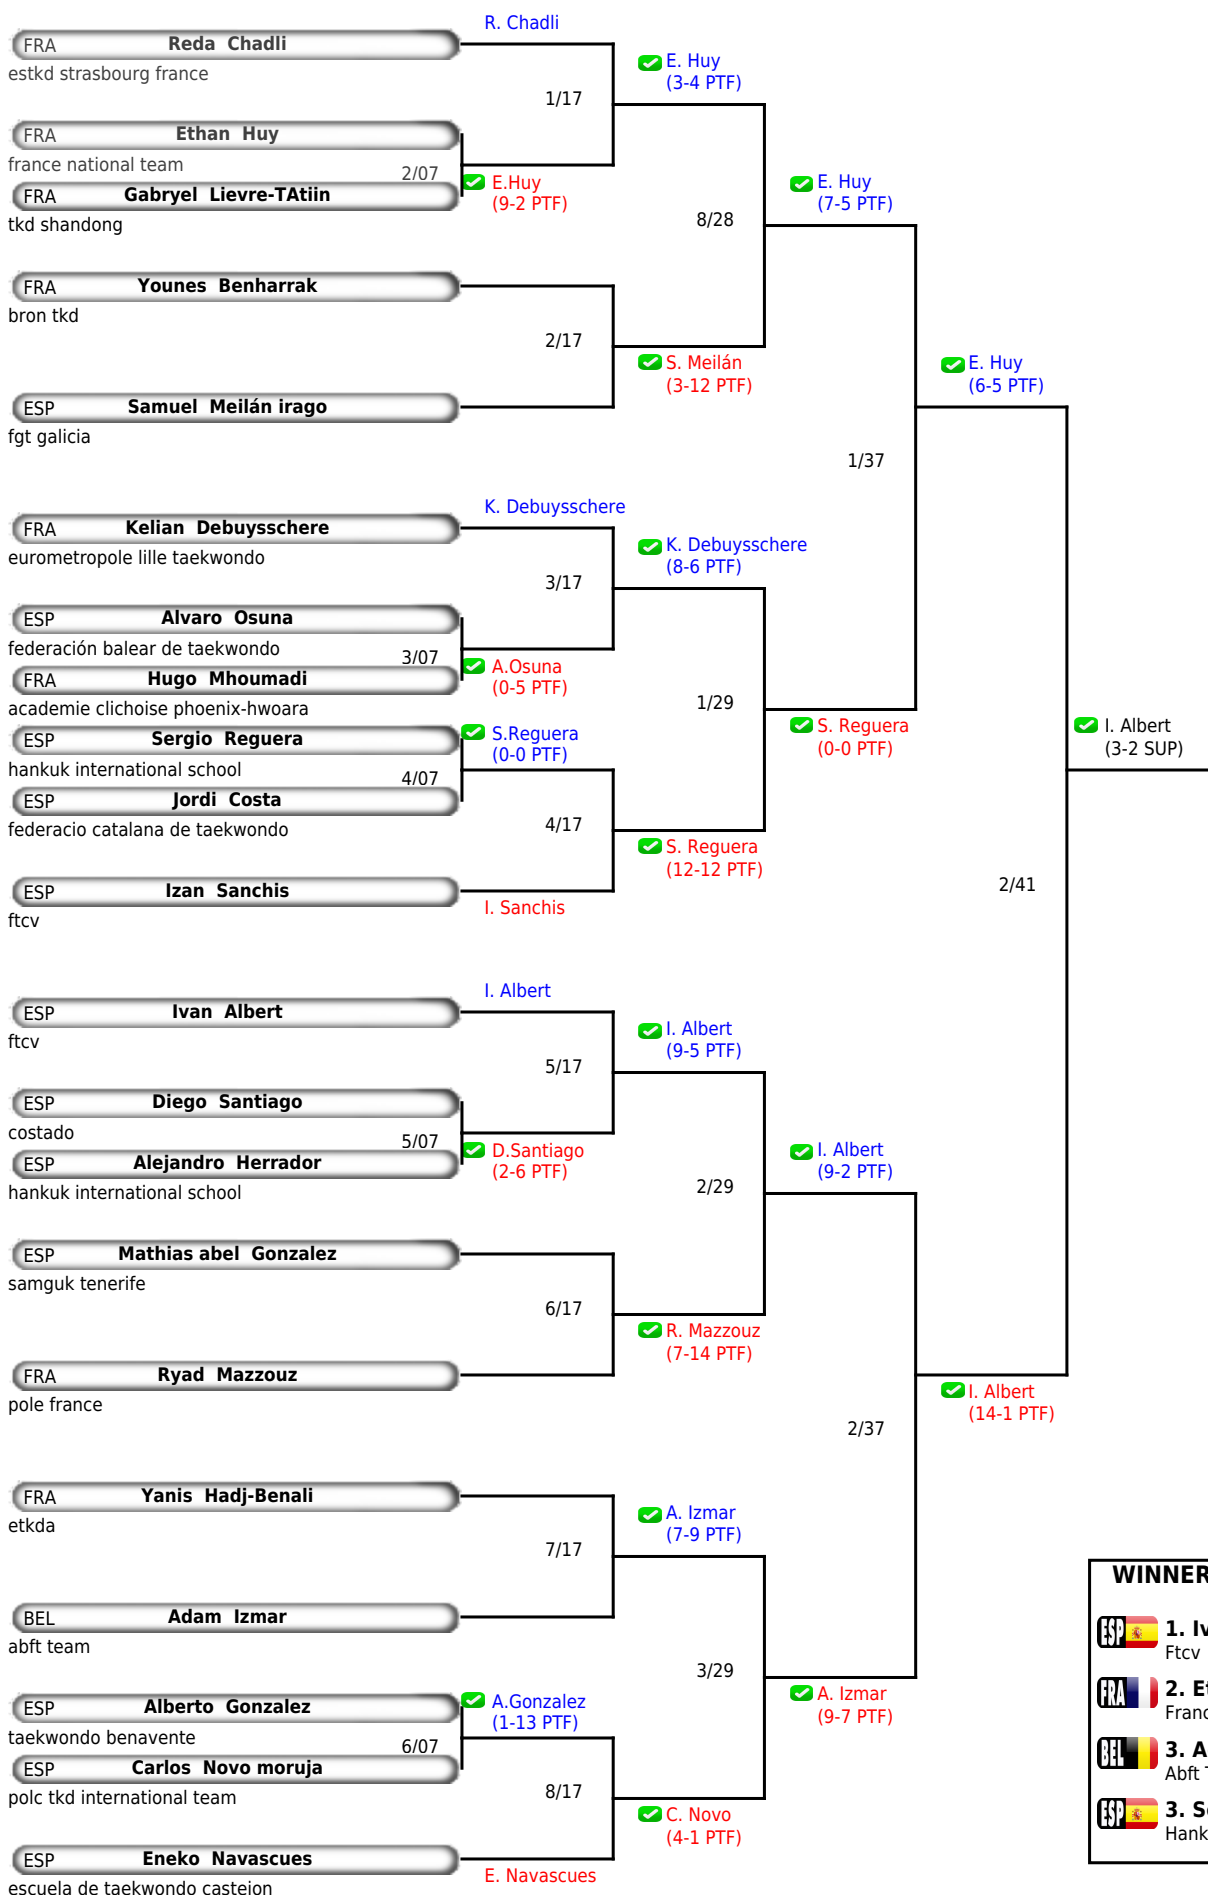 R. Chadli
FRA Reda Chadli
estkd strasbourg france
E. Huy
(3-4 PTF)
1/17
FRA Ethan Huy
france national team
2/07
E.Huy
(9-2 PTF)
FRA Gabryel Lievre-TAtiin
tkd shandong
E. Huy
(7-5 PTF)
8/28
FRA Younes Benharrak
bron tkd
2/17
S. Meilán
(3-12 PTF)
E. Huy
(6-5 PTF)
ESP Samuel Meilán irago
fgt galicia
1/37
K. Debuysschere
FRA Kelian Debuysschere
eurometropole lille taekwondo
K. Debuysschere
(8-6 PTF)
3/17
ESP Alvaro Osuna
federación balear de taekwondo
3/07
A.Osuna
(0-5 PTF)
FRA Hugo Mhoumadi
academie clichoise phoenix-hwoara
1/29
S. Reguera
(0-0 PTF)
I. Albert
(3-2 SUP)
ESP Sergio Reguera
S.Reguera
(0-0 PTF)
hankuk international school
4/07
ESP Jordi Costa
federacio catalana de taekwondo
4/17
S. Reguera
(12-12 PTF)
ESP Izan Sanchis
I. Sanchis
ftcv
2/41
I. Albert
ESP Ivan Albert
ftcv
I. Albert
(9-5 PTF)
5/17
ESP Diego Santiago
costado
5/07
D.Santiago
(2-6 PTF)
ESP Alejandro Herrador
hankuk international school
I. Albert
(9-2 PTF)
2/29
ESP Mathias abel Gonzalez
samguk tenerife
6/17
R. Mazzouz
(7-14 PTF)
FRA Ryad Mazzouz
pole france
I. Albert
(14-1 PTF)
2/37
FRA Yanis Hadj-Benali
etkda
A. Izmar
(7-9 PTF)
7/17
BEL Adam Izmar
abft team
3/29
A. Izmar
(9-7 PTF)
ESP Alberto Gonzalez
A.Gonzalez
(1-13 PTF)
taekwondo benavente
6/07
ESP Carlos Novo moruja
polc tkd international team
8/17
C. Novo
(4-1 PTF)
ESP Eneko Navascues
E. Navascues
escuela de taekwondo castejon
WINNER
ESP 1. Iv
Ftcv
FRA 2. Et
Franc
BEL 3. A
Abft T
ESP 3. Se
Hank